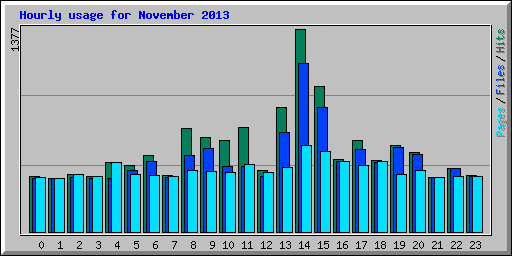 Hourly usage for November 2013
1377
Pages / Files / Hits
0 1 2 3 4 5 6 7 8 9 10 11 12 13 14 15 16 17 18 19 20 21 22 23